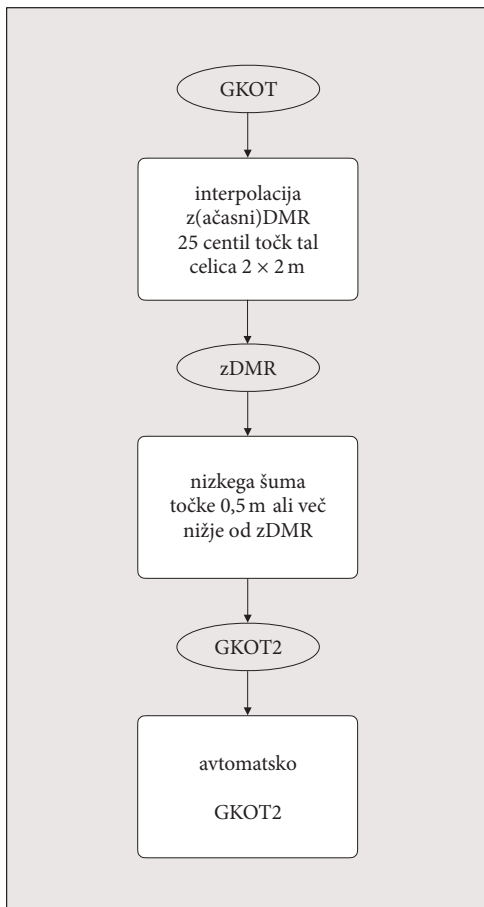 GKOT
interpolacija
z(ačasni)DMR
25 centil točk tal
celica 2 × 2 m
zDMR
nizkega šuma
točke 0,5 m ali več
nižje od zDMR
GKOT2
avtomatsko
GKOT2